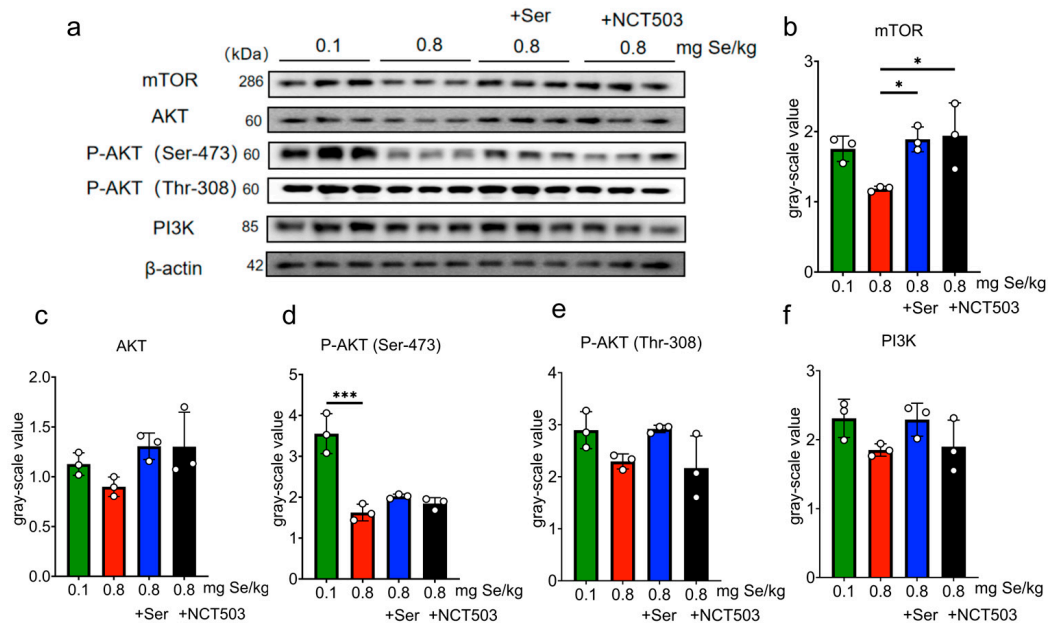 a
+Ser +NCT503
(kDa) 0.1 0.8 0.8 0.8 mg Se/kg
mTOR 286
AKT 60
P-AKT (Ser-473) 60
P-AKT (Thr-308) 60
PI3K 85
β-actin 42
b
mTOR
*
*
gray-scale value
3
2
1
0
0.1 0.8 0.8 0.8 mg Se/kg
+Ser +NCT503
c
AKT
gray-scale value
2.0
1.5
1.0
0.5
0.0
0.1 0.8 0.8 0.8 mg Se/kg
+Ser +NCT503
d
P-AKT (Ser-473)
***
gray-scale value
5
4
3
2
1
0
0.1 0.8 0.8 0.8 mg Se/kg
+Ser +NCT503
e
P-AKT (Thr-308)
gray-scale value
4
3
2
1
0
0.1 0.8 0.8 0.8 mg Se/kg
+Ser +NCT503
f
PI3K
gray-scale value
3
2
1
0
0.1 0.8 0.8 0.8 mg Se/kg
+Ser +NCT503